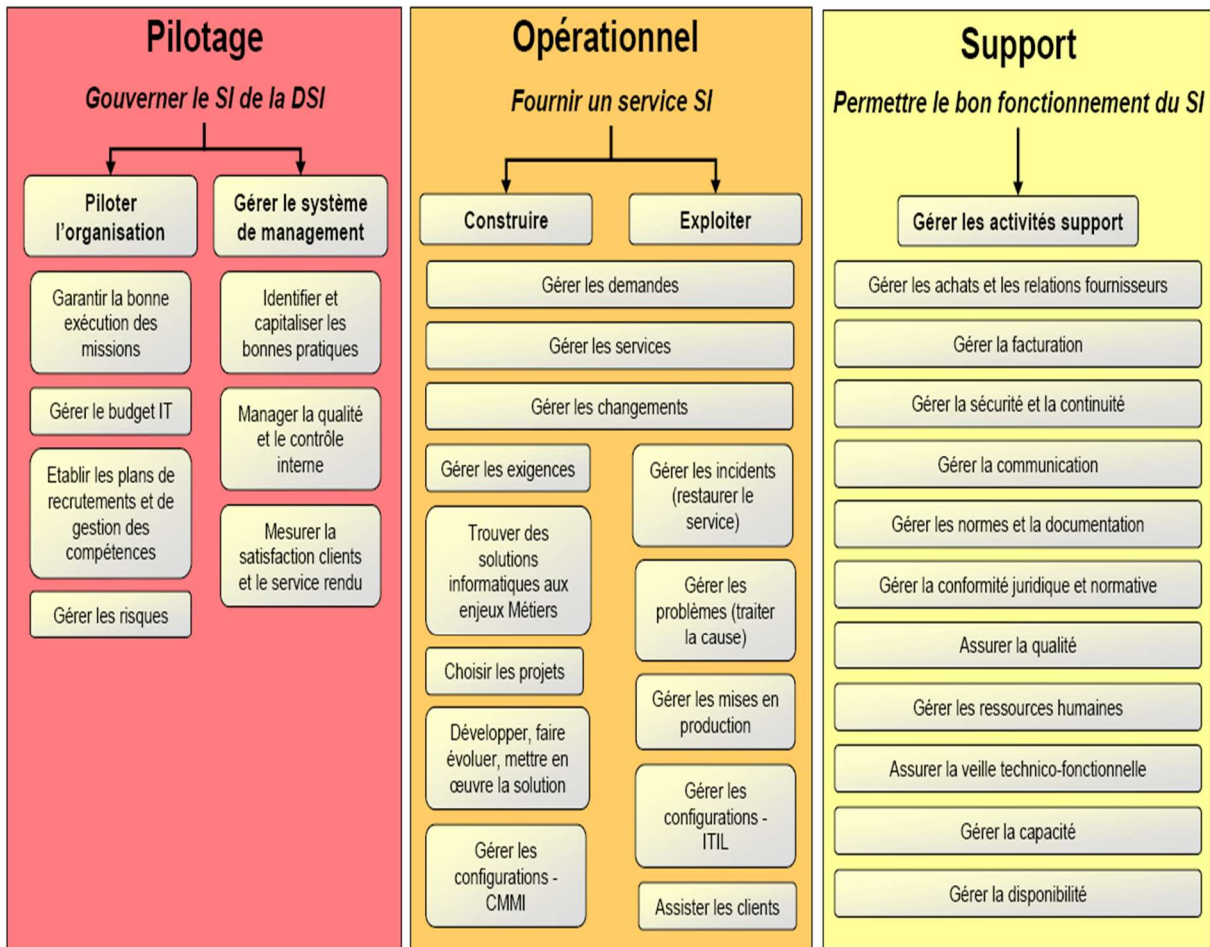 Pilotage
Gouverner le SI de la DSI
Piloter
l'organisation
Garantir la bonne
exécution des
missions
Gérer le budget IT
Etablir les plans de
recrutements et de
gestion des
compétences
Gérer les risques
Gérer le système
de management
Identifier et
capitaliser les
bonnes pratiques
Manager la qualité
et le contrôle
interne
Mesurer la
satisfaction clients
et le service rendu
Opérationnel
Fournir un service SI
Construire
Exploiter
Gérer les demandes
Gérer les services
Gérer les changements
Gérer les exigences
Trouver des
solutions
informatiques aux
enjeux Métiers
Choisir les projets
Développer, faire
évoluer, mettre en
œuvre la solution
Gérer les
configurations -
CMMI
Gérer les incidents
(restaurer le
service)
Gérer les
problèmes (traiter
la cause)
Gérer les mises en
production
Gérer les
configurations -
ITIL
Assister les clients
Support
Permettre le bon fonctionnement du SI
Gérer les activités support
Gérer les achats et les relations fournisseurs
Gérer la facturation
Gérer la sécurité et la continuité
Gérer la communication
Gérer les normes et la documentation
Gérer la conformité juridique et normative
Assurer la qualité
Gérer les ressources humaines
Assurer la veille technico-fonctionnelle
Gérer la capacité
Gérer la disponibilité